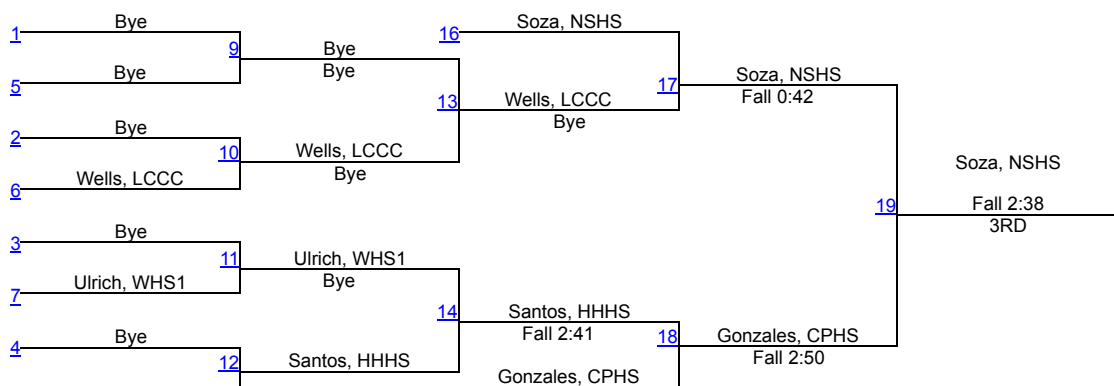 Bye
1
Bye
5
Bye
2
Wells, LCCC
6
Bye
3
Ulrich, WHS1
7
Bye
4
9
Bye
Bye
10
Wells, LCCC
Bye
11
Ulrich, WHS1
Bye
12
Santos, HHHS
Soza, NSHS
16
13
Wells, LCCC
Bye
14
Santos, HHHS
Fall 2:41
Gonzales, CPHS
17
Soza, NSHS
Fall 0:42
18
Gonzales, CPHS
Fall 2:50
19
Soza, NSHS
Fall 2:38
3RD